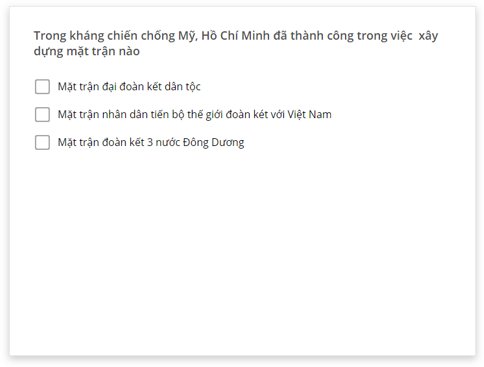 Trong kháng chiến chống Mỹ, Hồ Chí Minh đã thành công trong việc  xây
dựng mặt trận nào
Mặt trận đại đoàn kết dân tộc
Mặt trận nhân dân tiến bộ thế giới đoàn két với Việt Nam
Mặt trận đoàn kết 3 nước Đông Dương